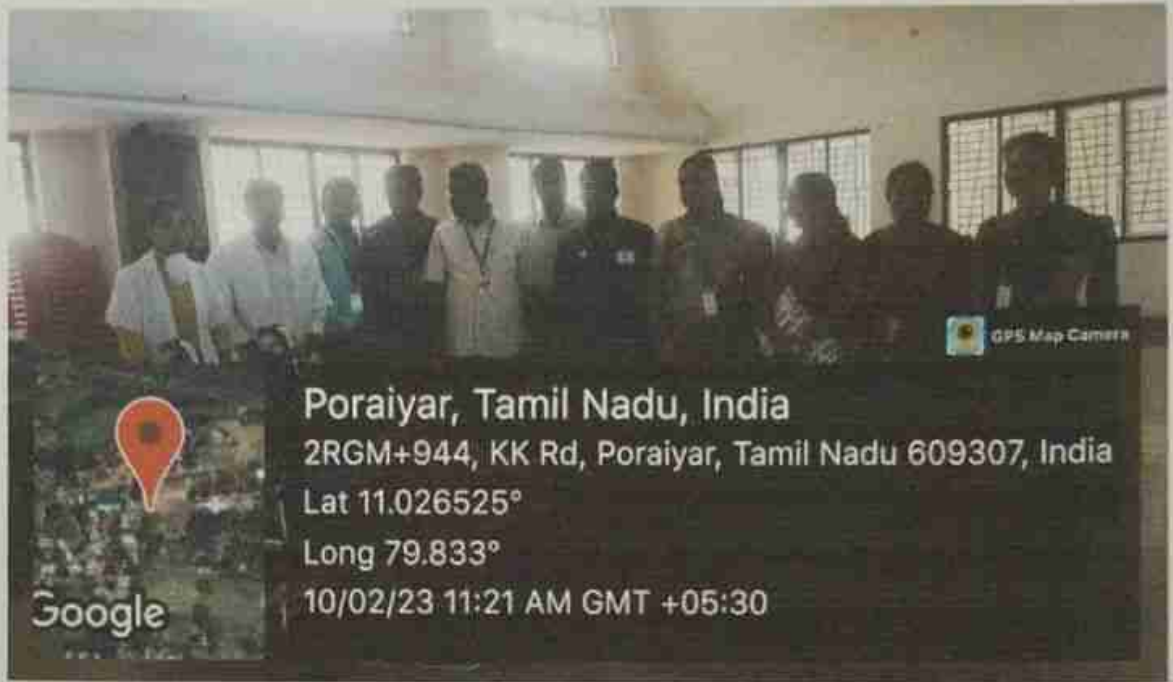 GPS Map Camera
Poraiyar, Tamil Nadu, India
2RGM+944, KK Rd, Poraiyar, Tamil Nadu 609307, India
Lat 11.026525°
Long 79.833°
10/02/23 11:21 AM GMT +05:30
Google